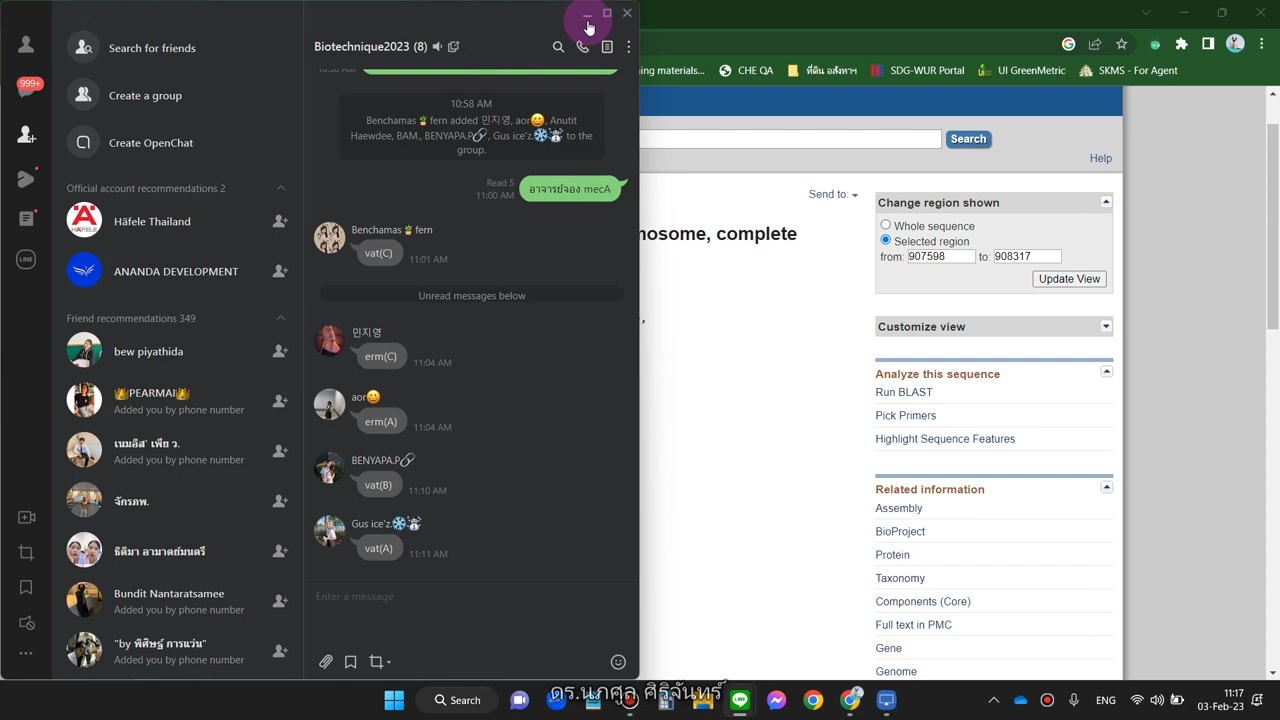 Biotechnique2023 (8)
Search for friends
Create a group
Create OpenChat
999+
Official account recommendations 2
Häfele Thailand
ANANDA DEVELOPMENT
Friend recommendations 349
bew piyathida
👑PEARMAI👑
Added you by phone number
เนมลิส' เพีย ว.
Added you by phone number
จักรภพ.
ธิติมา อามาตย์มนตรี
Bundit Nantaratsamee
Added you by phone number
"by พิศิษฐ์ การแว่น"
Added you by phone number
10:58 AM
Benchamas🪴fern added 민지영, aor😀, Anutit
Haewdee, BAM., BENYAPA.P🔗, Gus ice'z❄️☃️ to the
group.
Read 5
11:00 AM
อาจารย์จอง mecA
Benchamas🪴fern
vat(C)
11:01 AM
Unread messages below
민지영
erm(C)
11:04 AM
aor😀
erm(A)
11:04 AM
BENYAPA.P🔗
vat(B)
11:10 AM
Gus ice'z❄️☃️
vat(A)
11:11 AM
Enter a message
LINE
ning materials...
CHE QA
ที่ดิน อสังหาฯ
SDG-WUR Portal
UI GreenMetric
SKMS - For Agent
Search
Help
Send to:
mosome, complete
Change region shown
Whole sequence
Selected region
from: 907598 to: 908317
Update View
Customize view
Analyze this sequence
Run BLAST
Pick Primers
Highlight Sequence Features
Related information
Assembly
BioProject
Protein
Taxonomy
Components (Core)
Full text in PMC
Gene
Genome
ดร.นภศูล ศิริจันทร์
Search
ENG
11:17
03-Feb-23